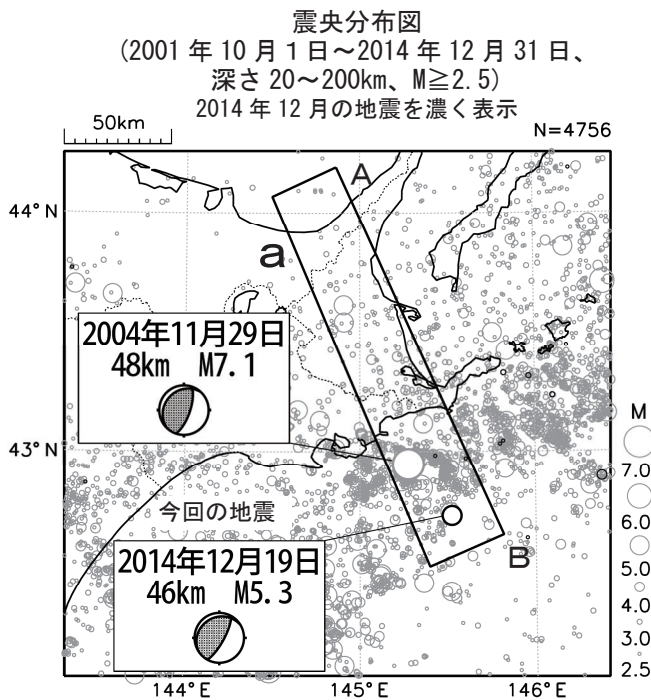 震央分布図
(2001 年 10 月 1 日～2014 年 12 月 31 日、
深さ 20～200km、M≧2.5)
2014 年 12 月の地震を濃く表示
50km
N=4756
A
44°N
a
2004年11月29日
48km M7.1
M
43°N
7.0
今回の地震
6.0
B
2014年12月19日
46km M5.3
5.0
4.0
3.0
2.5
144°E
145°E
146°E